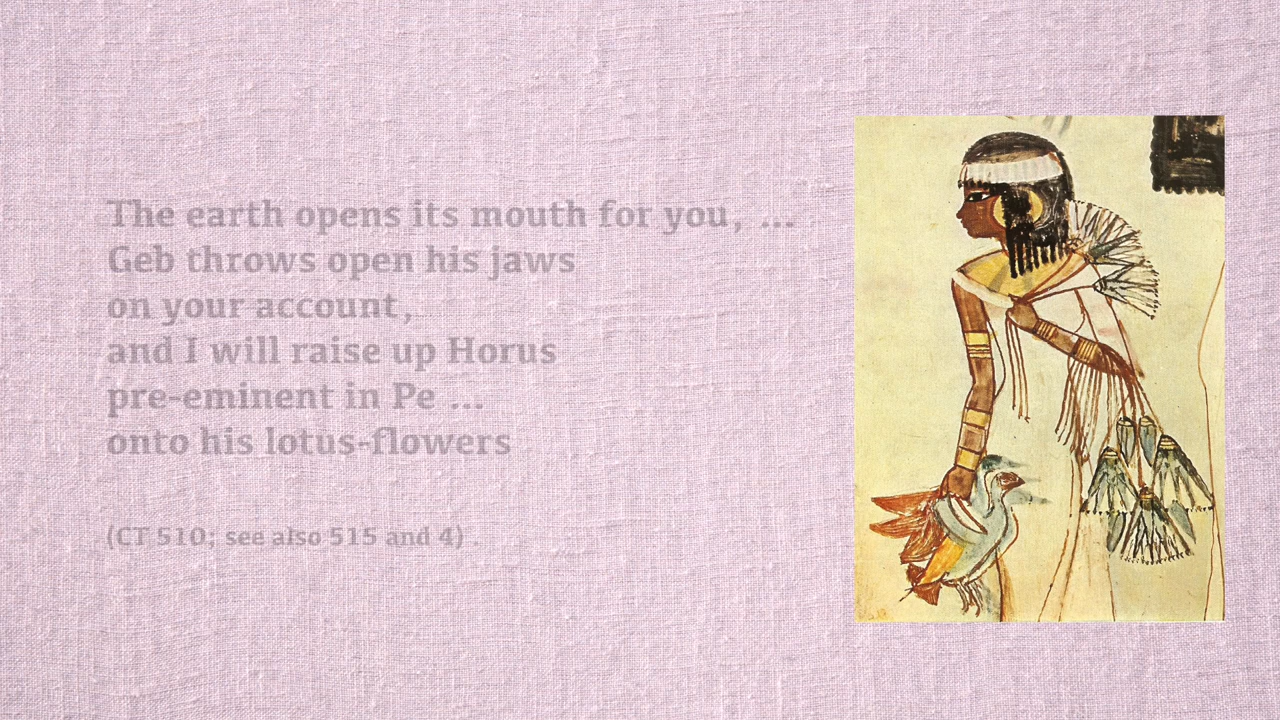 The earth opens its mouth for you, ...
Geb throws open his jaws
on your account,
and I will raise up Horus
pre-eminent in Pe ...
onto his lotus-flowers
(CT 510; see also 515 and 4) .